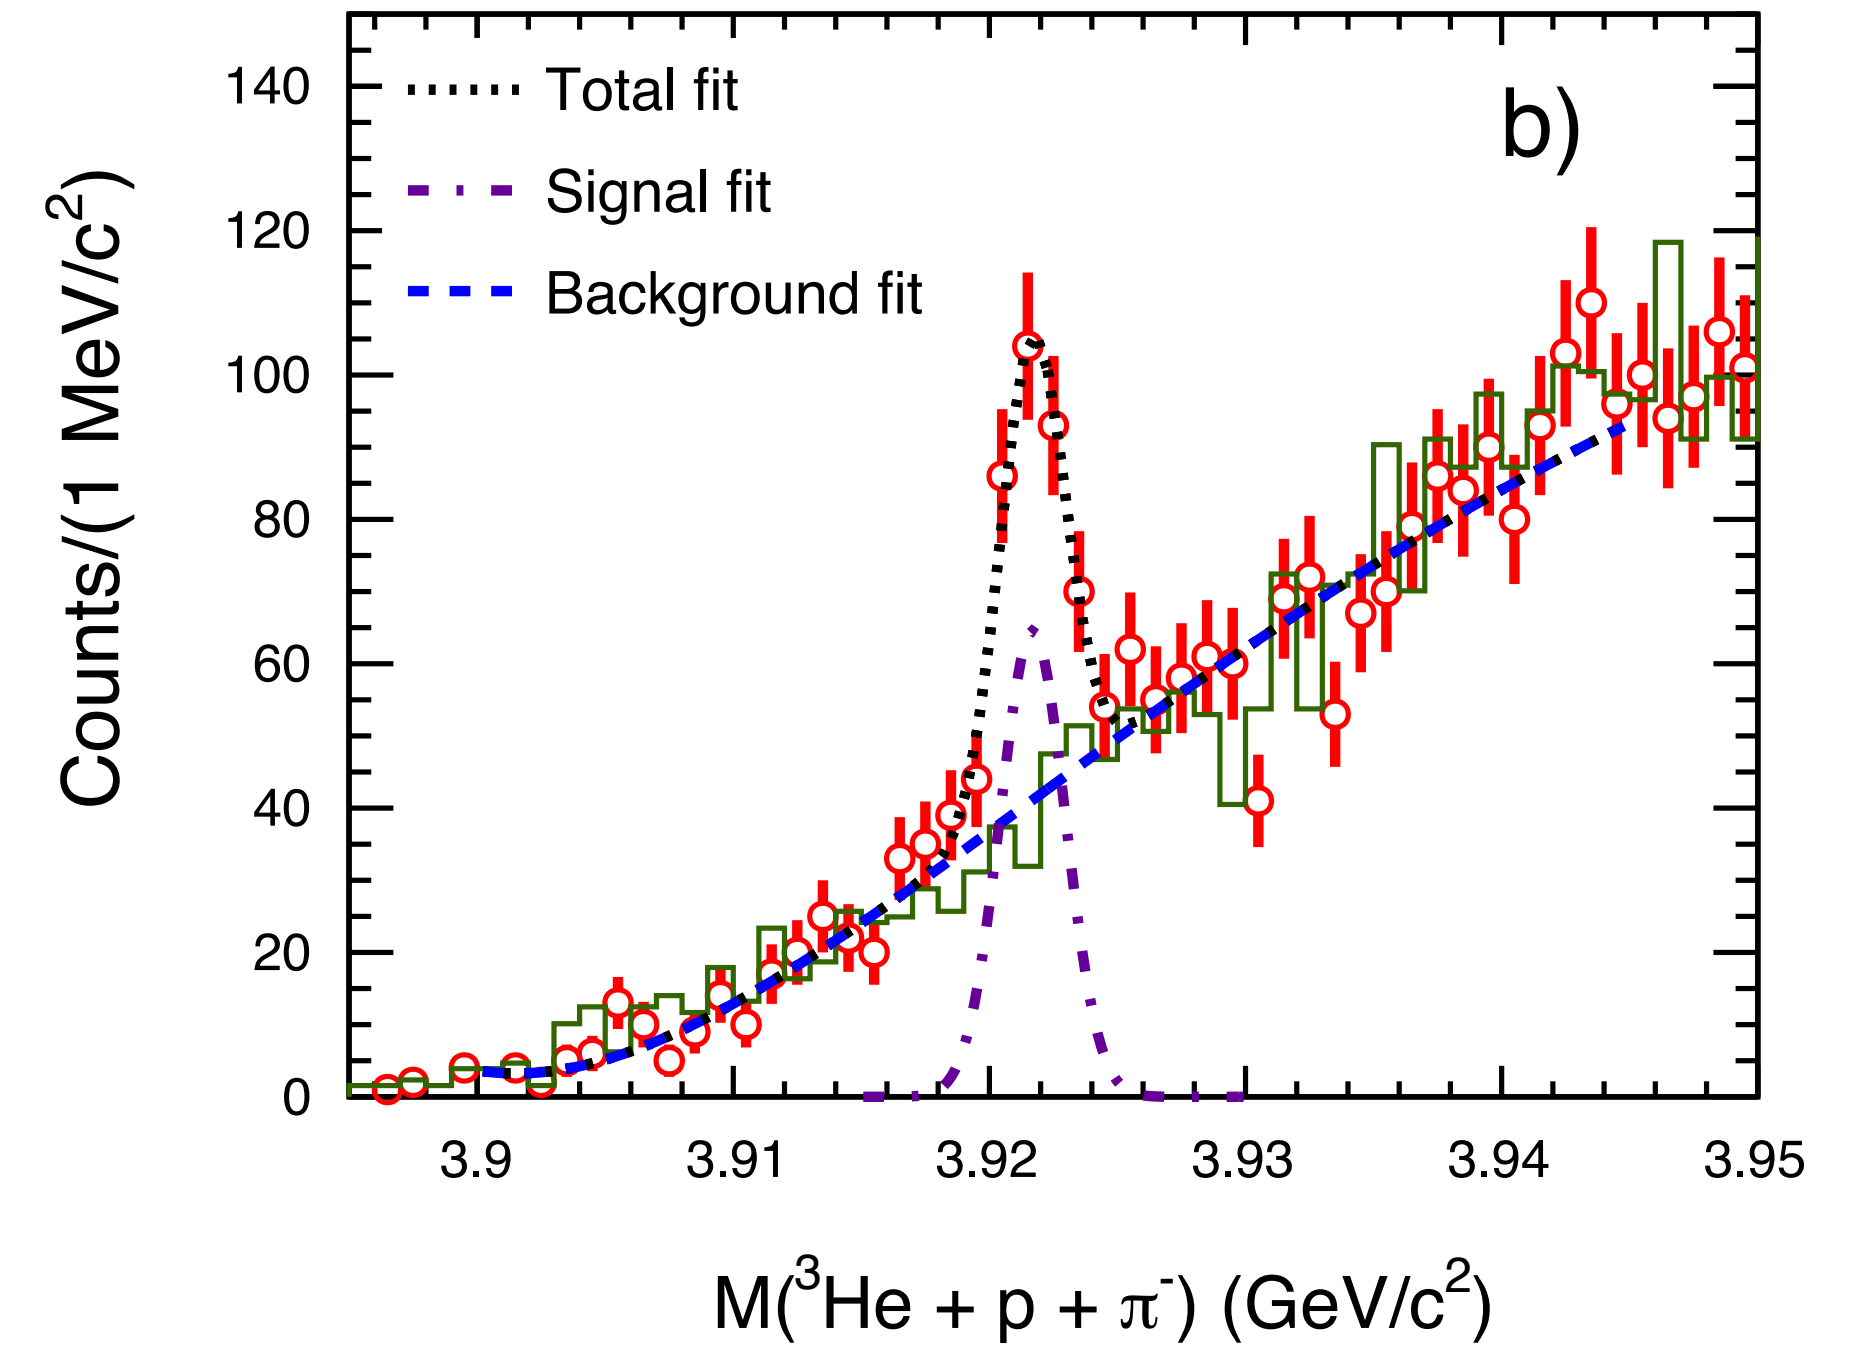 Counts/(1 MeV/c²)
140
120
100
80
60
40
20
0
Total fit
Signal fit
Background fit
b)
3.9 3.91 3.92 3.93 3.94 3.95
M(³He + p + π⁻) (GeV/c²)